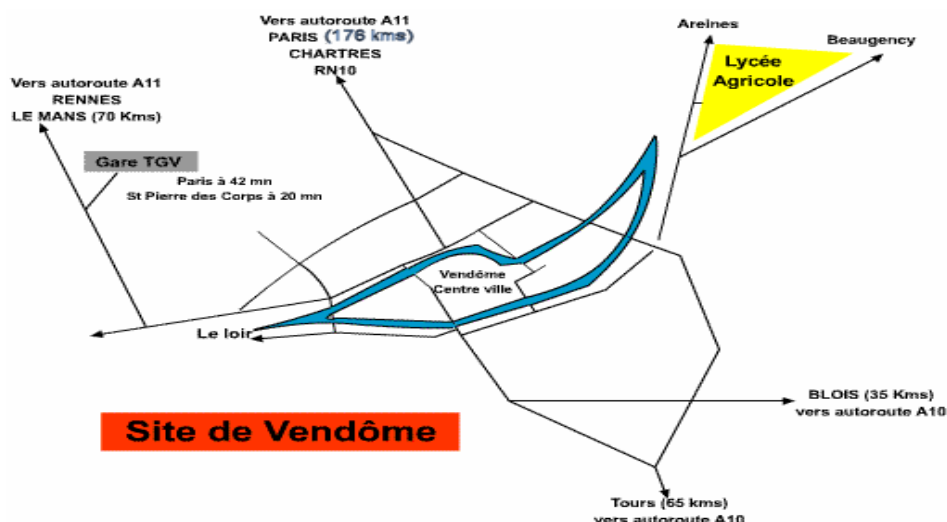 Vers autoroute A11
PARIS (176 kms)
CHARTRES
RN10
Areines
Beaugency
Lycée
Agricole
Vers autoroute A11
RENNES
LE MANS (70 Kms)
Gare TGV
Paris à 42 mn
St Pierre des Corps à 20 mn
Vendôme
Centre ville
Le loir
BLOIS (35 Kms)
vers autoroute A10
Site de Vendôme
Tours (65 kms)
vers autoroute A10